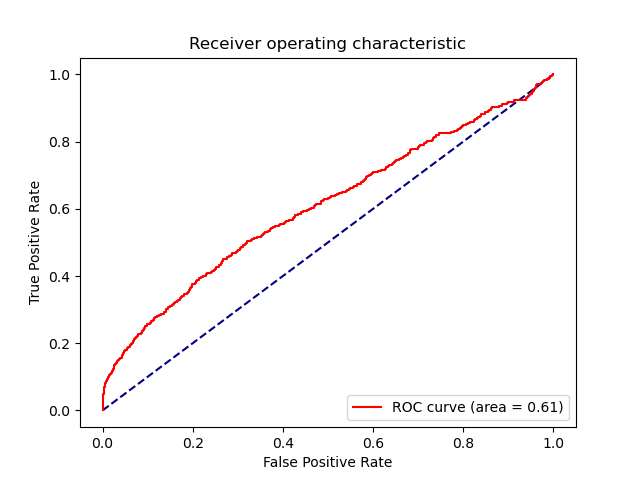 Receiver operating characteristic
1.0
0.8
0.6
0.4
0.2
0.0
True Positive Rate
ROC curve (area = 0.61)
0.0 0.2 0.4 0.6 0.8 1.0
False Positive Rate